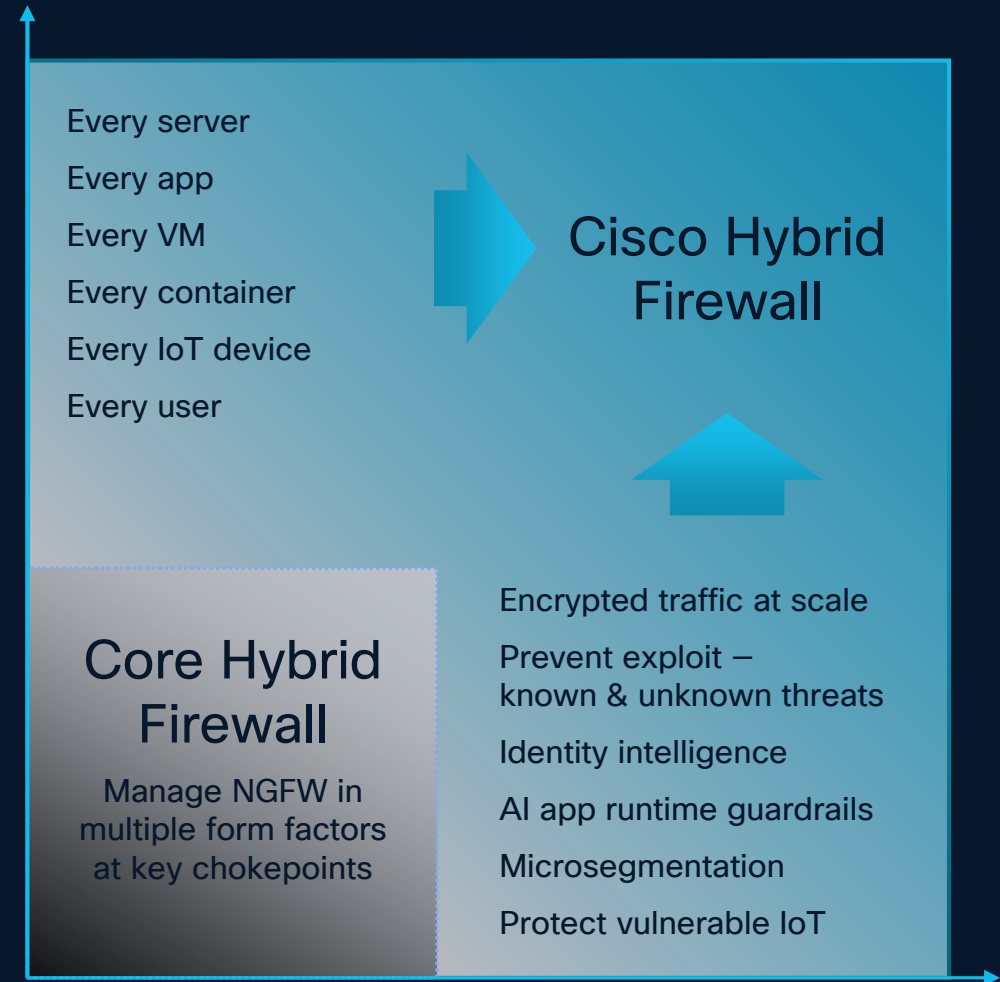 Every server
Every app
Every VM
Every container
Every IoT device
Every user
Cisco Hybrid
Firewall
Core Hybrid
Firewall
Manage NGFW in
multiple form factors
at key chokepoints
Encrypted traffic at scale
Prevent exploit –
known & unknown threats
Identity intelligence
AI app runtime guardrails
Microsegmentation
Protect vulnerable IoT